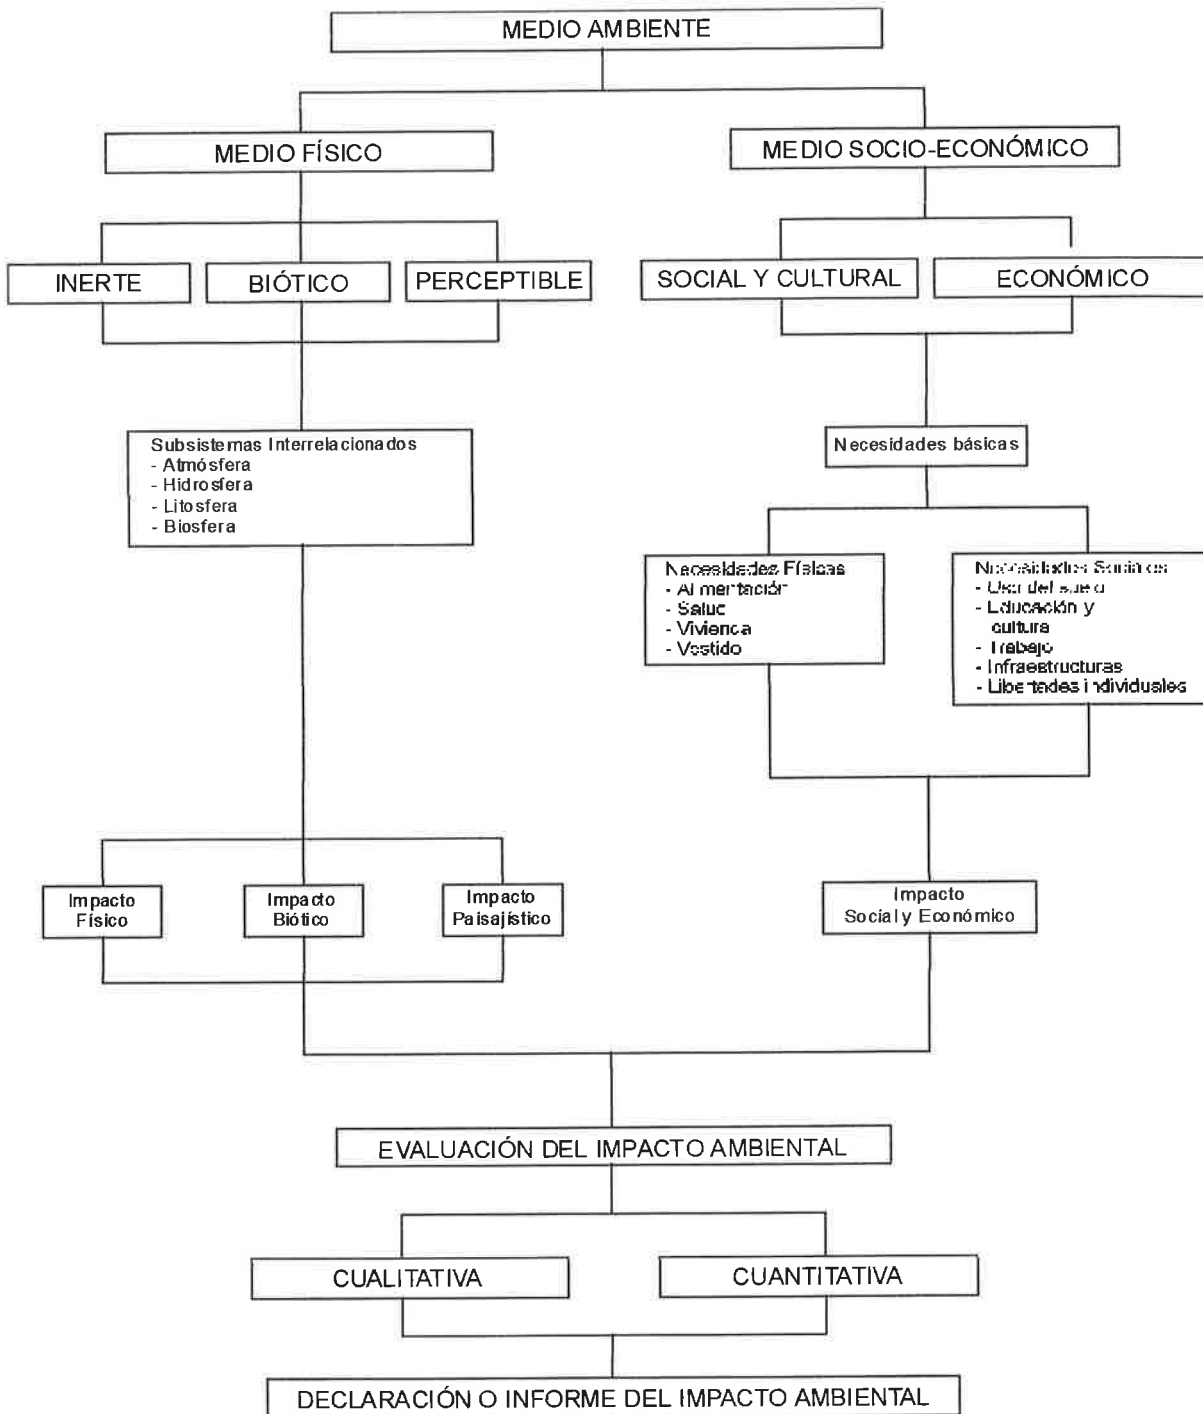 MEDIO AMBIENTE
MEDIO FÍSICO
MEDIO SOCIO-ECONÓMICO
INERTE
BIÓTICO
PERCEPTIBLE
SOCIAL Y CULTURAL
ECONÓMICO
Subsistemas Interrelacionados
- Atmósfera
- Hidrosfera
- Litosfera
- Biosfera
Necesidades básicas
Necesidades Físicas
- Alimentación
- Salud
- Vivienda
- Vestido
Necesidades Sociales
- Uso del suelo
- Educación y
cultura
- Trabajo
- Infraestructuras
- Libertades individuales
Impacto
Físico
Impacto
Biótico
Impacto
Paisajístico
Impacto
Social y Económico
EVALUACIÓN DEL IMPACTO AMBIENTAL
CUALITATIVA
CUANTITATIVA
DECLARACIÓN O INFORME DEL IMPACTO AMBIENTAL